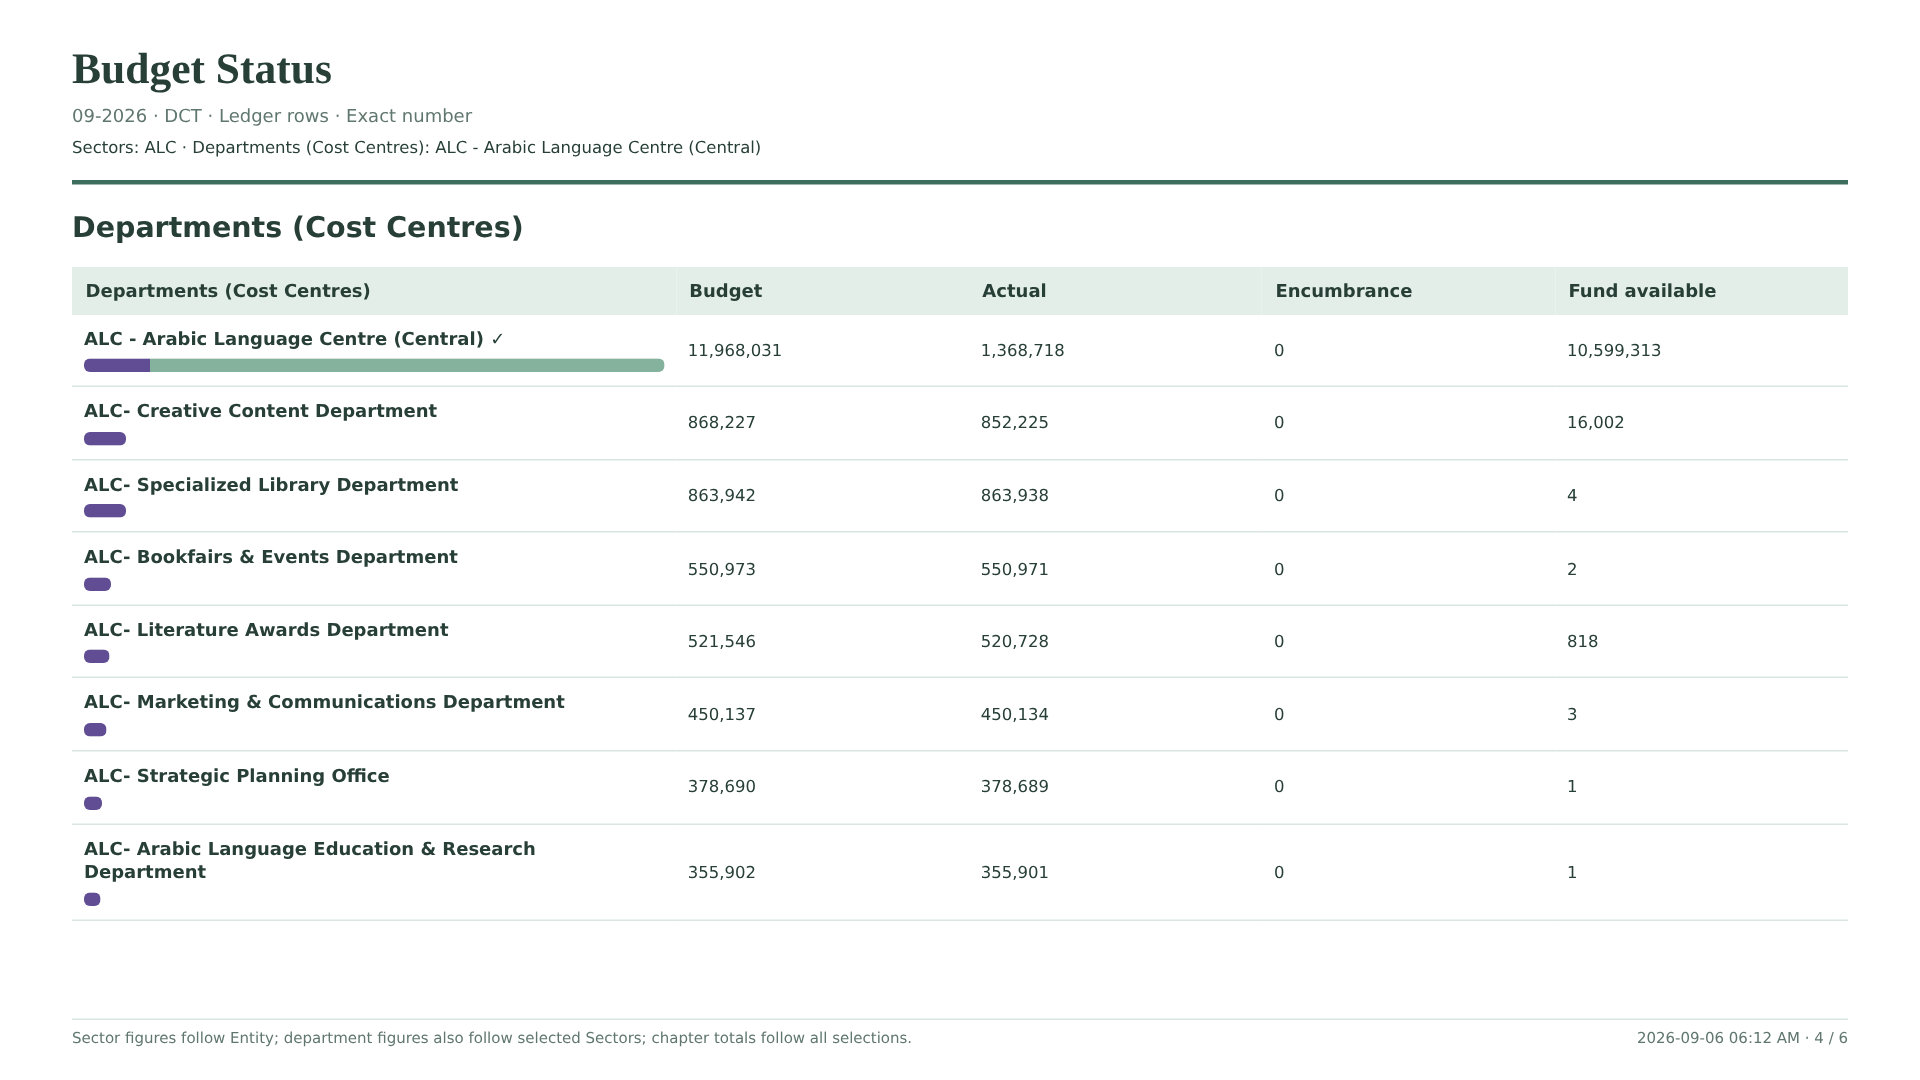 Budget Status
09-2026 · DCT · Ledger rows · Exact number
Sectors: ALC · Departments (Cost Centres): ALC - Arabic Language Centre (Central)
Departments (Cost Centres)
Departments (Cost Centres) Budget Actual Encumbrance Fund available
ALC - Arabic Language Centre (Central) ✓ 11,968,031 1,368,718 0 10,599,313
ALC- Creative Content Department 868,227 852,225 0 16,002
ALC- Specialized Library Department 863,942 863,938 0 4
ALC- Bookfairs & Events Department 550,973 550,971 0 2
ALC- Literature Awards Department 521,546 520,728 0 818
ALC- Marketing & Communications Department 450,137 450,134 0 3
ALC- Strategic Planning Office 378,690 378,689 0 1
ALC- Arabic Language Education & Research
Department 355,902 355,901 0 1
Sector figures follow Entity; department figures also follow selected Sectors; chapter totals follow all selections. 2026-09-06 06:12 AM · 4 / 6